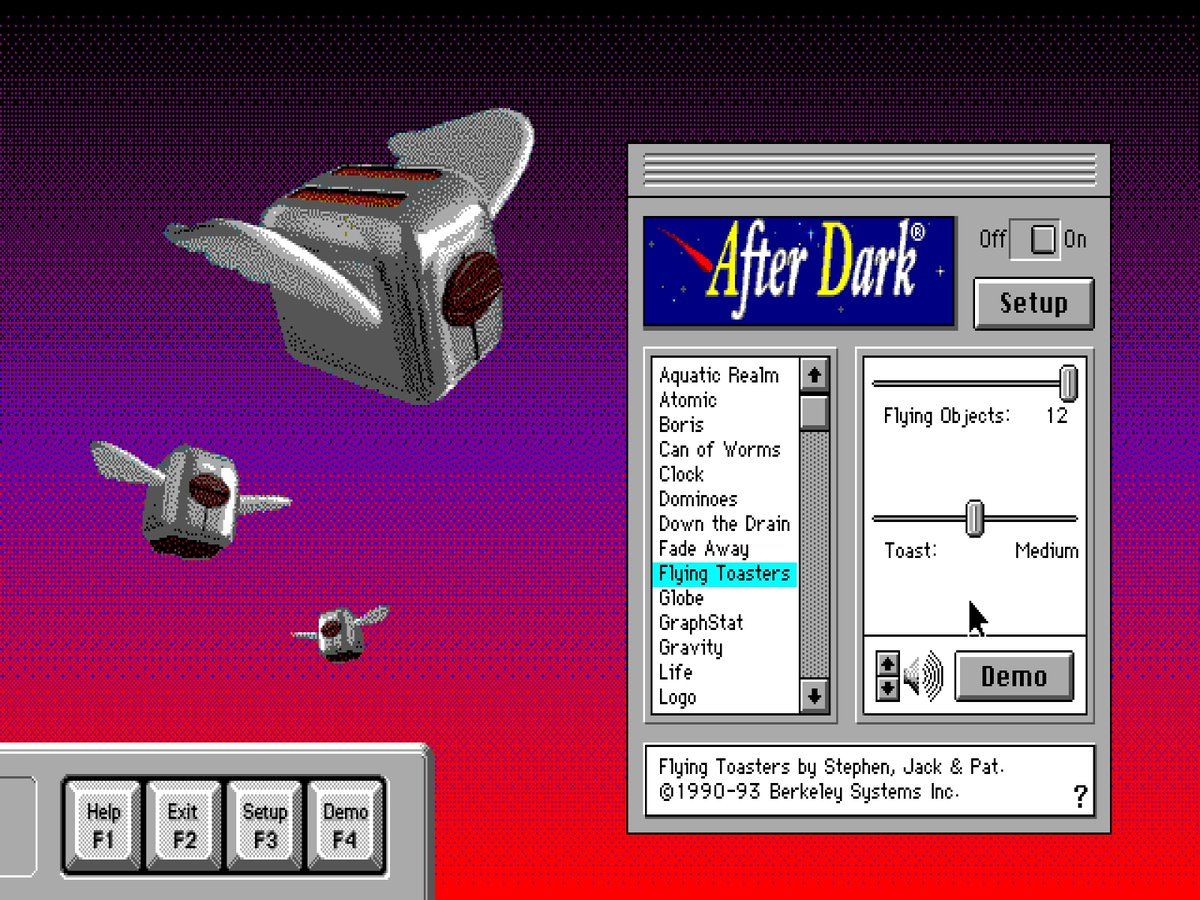 After Dark®
Off On
Setup
Aquatic Realm
Atomic
Boris
Can of Worms
Clock
Dominoes
Down the Drain
Fade Away
Flying Toasters
Globe
GraphStat
Gravity
Life
Logo
Flying Objects: 12
Toast: Medium
Demo
Flying Toasters by Stephen, Jack & Pat.
©1990-93 Berkeley Systems Inc.
?
Help F1
Exit F2
Setup F3
Demo F4